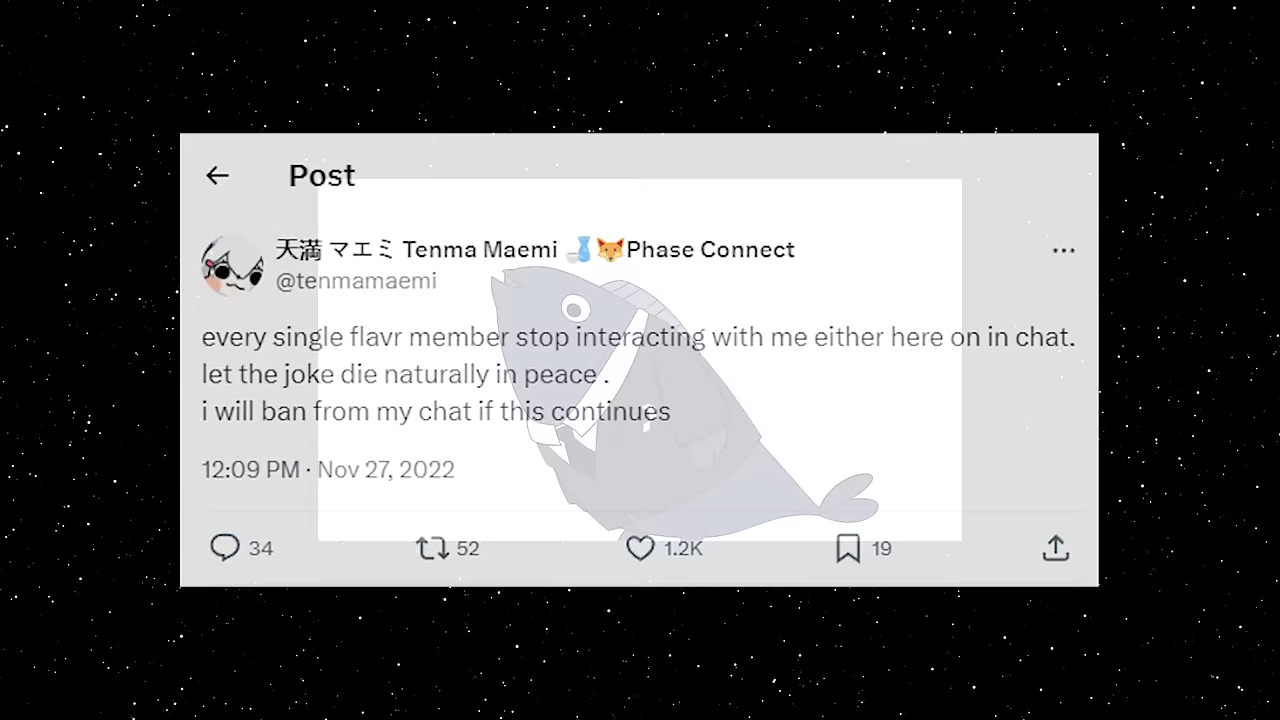 Post
天満 マエミ Tenma Maemi 🍶🦊Phase Connect
@tenmamaemi
every single flavr member stop interacting with me either here on in chat.
let the joke die naturally in peace .
i will ban from my chat if this continues
12:09 PM · Nov 27, 2022
34 52 1.2K 19